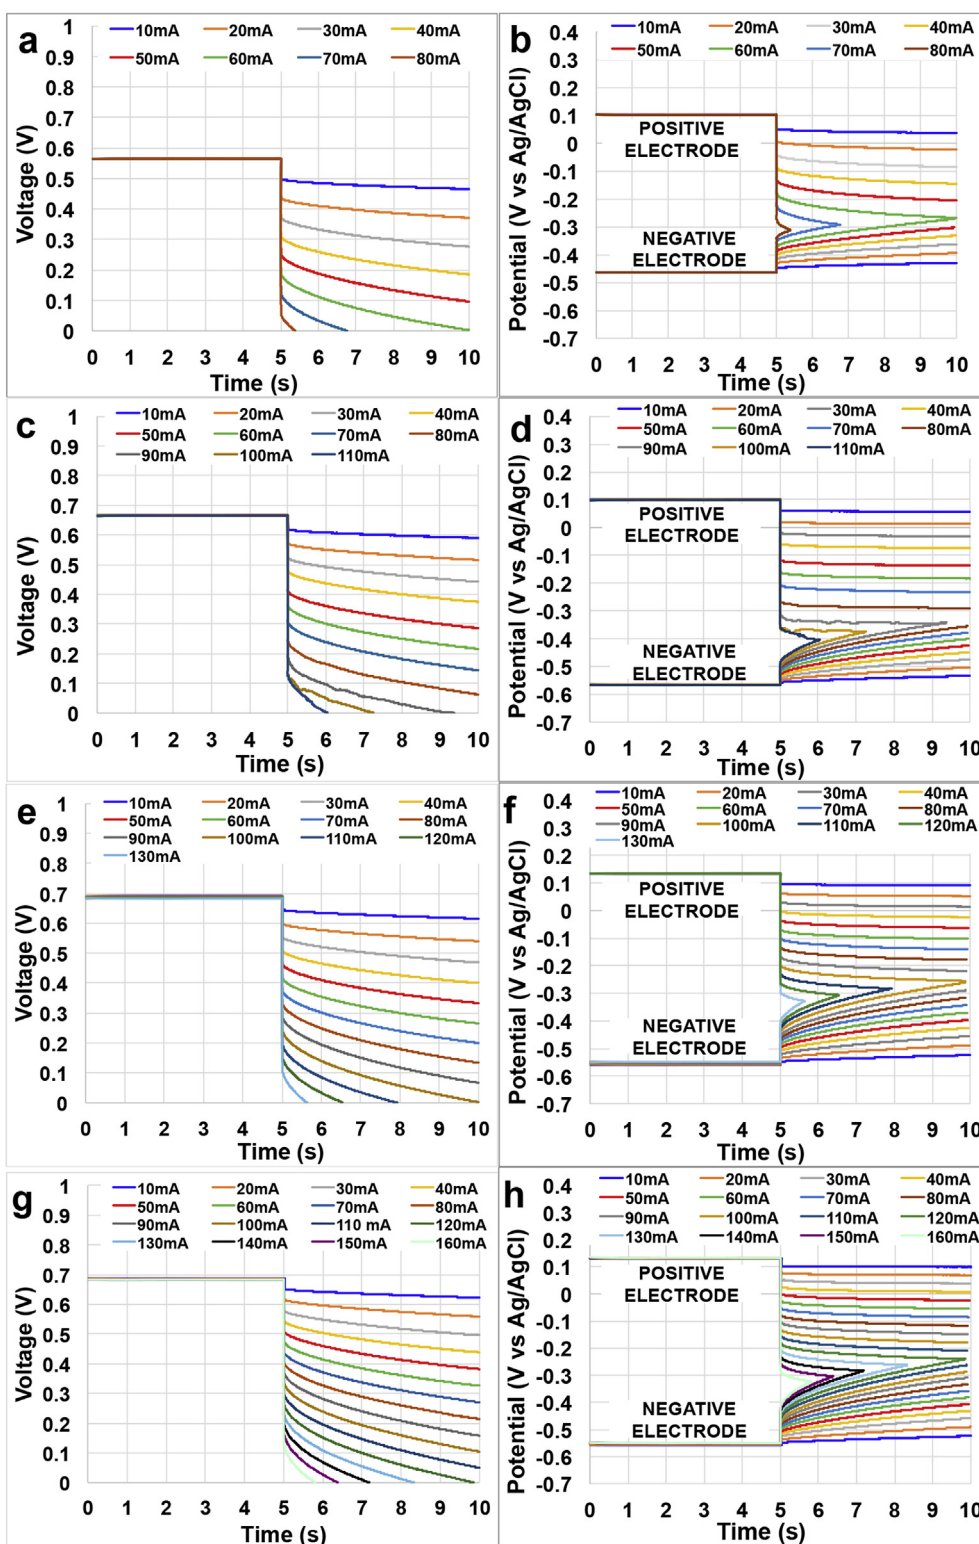 a
10mA 20mA 30mA 40mA
50mA 60mA 70mA 80mA
Voltage (V)
1
0.9
0.8
0.7
0.6
0.5
0.4
0.3
0.2
0.1
0
0 1 2 3 4 5 6 7 8 9 10
Time (s)
b
10mA 20mA 30mA 40mA
50mA 60mA 70mA 80mA
Potential (V vs Ag/AgCl)
0.4
0.3
0.2
0.1
0
-0.1
-0.2
-0.3
-0.4
-0.5
-0.6
-0.7
POSITIVE
ELECTRODE
NEGATIVE
ELECTRODE
0 1 2 3 4 5 6 7 8 9 10
Time (s)
c
10mA 20mA 30mA 40mA
50mA 60mA 70mA 80mA
90mA 100mA 110mA
Voltage (V)
1
0.9
0.8
0.7
0.6
0.5
0.4
0.3
0.2
0.1
0
0 1 2 3 4 5 6 7 8 9 10
Time (s)
d
10mA 20mA 30mA 40mA
50mA 60mA 70mA 80mA
90mA 100mA 110mA
Potential (V vs Ag/AgCl)
0.4
0.3
0.2
0.1
0
-0.1
-0.2
-0.3
-0.4
-0.5
-0.6
-0.7
POSITIVE
ELECTRODE
NEGATIVE
ELECTRODE
0 1 2 3 4 5 6 7 8 9 10
Time (s)
e
10mA 20mA 30mA 40mA
50mA 60mA 70mA 80mA
90mA 100mA 110mA 120mA
130mA
Voltage (V)
1
0.9
0.8
0.7
0.6
0.5
0.4
0.3
0.2
0.1
0
0 1 2 3 4 5 6 7 8 9 10
Time (s)
f
10mA 20mA 30mA 40mA
50mA 60mA 70mA 80mA
90mA 100mA 110mA 120mA
130mA
Potential (V vs Ag/AgCl)
0.4
0.3
0.2
0.1
0
-0.1
-0.2
-0.3
-0.4
-0.5
-0.6
-0.7
POSITIVE
ELECTRODE
NEGATIVE
ELECTRODE
0 1 2 3 4 5 6 7 8 9 10
Time (s)
g
10mA 20mA 30mA 40mA
50mA 60mA 70mA 80mA
90mA 100mA 110 mA 120mA
130mA 140mA 150mA 160mA
Voltage (V)
1
0.9
0.8
0.7
0.6
0.5
0.4
0.3
0.2
0.1
0
0 1 2 3 4 5 6 7 8 9 10
Time (s)
h
10mA 20mA 30mA 40mA
50mA 60mA 70mA 80mA
90mA 100mA 110mA 120mA
130mA 140mA 150mA 160mA
Potential (V vs Ag/AgCl)
0.4
0.3
0.2
0.1
0
-0.1
-0.2
-0.3
-0.4
-0.5
-0.6
-0.7
POSITIVE
ELECTRODE
NEGATIVE
ELECTRODE
0 1 2 3 4 5 6 7 8 9 10
Time (s)